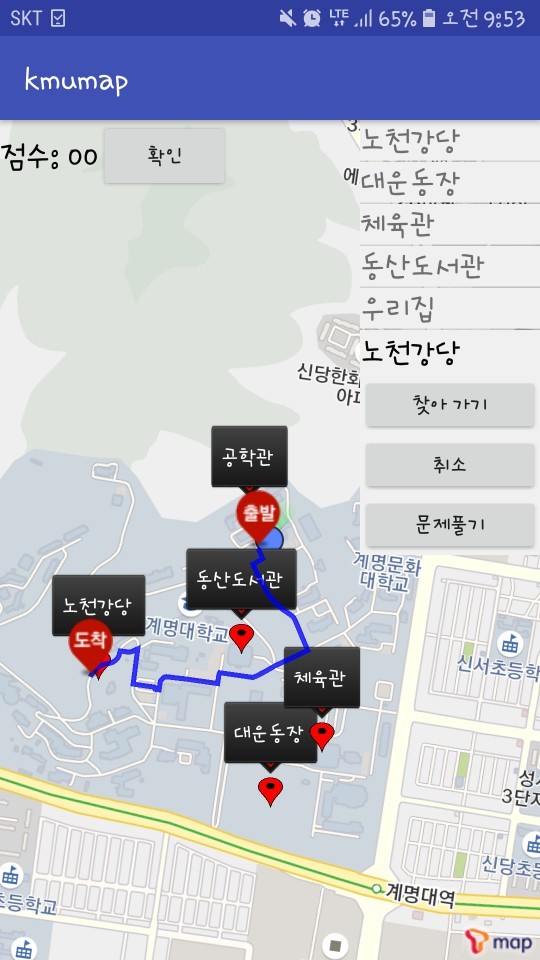 SKT LTE 65% 오전 9:53
kmumap
점수: 00 확인
3.
에
노천강당
대운동장
체육관
동산도서관
우리집
노천강당
찾아 가기
취소
문제풀기
신당한화
아파
공학관
출발
동산도서관
계명문화
대학교
노천강당
계명대학교
도착
신서초등학
체육관
대운동장
성서
3단지
신당초등
계명대역
초등학교
map